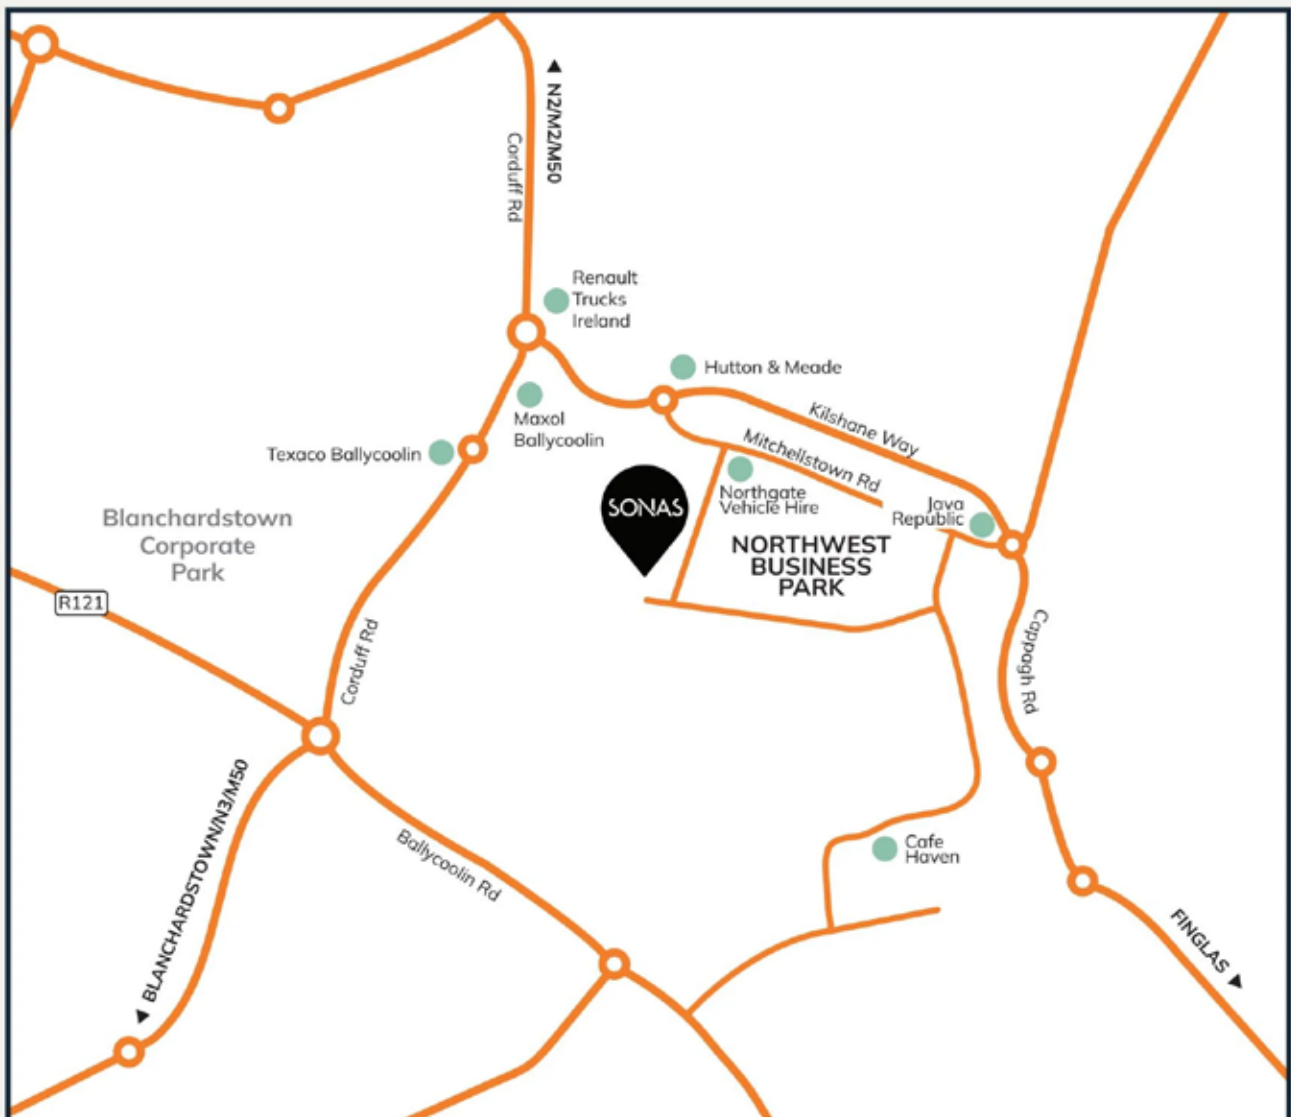 N2/M2/M50
Corduff Rd
Renault
Trucks
Ireland
Hutton & Meade
Maxol
Ballycoolin
Kilshane Way
Texaco Ballycoolin
Mitchellstown Rd
SONAS
Northgate
Vehicle Hire
Java
Republic
Blanchardstown
Corporate
Park
NORTHWEST
BUSINESS
PARK
R121
Corduff Rd
Cappagh Rd
BLANCHARDSTOWN/N3/M50
Ballycoolin Rd
Cafe
Haven
FINGLAS